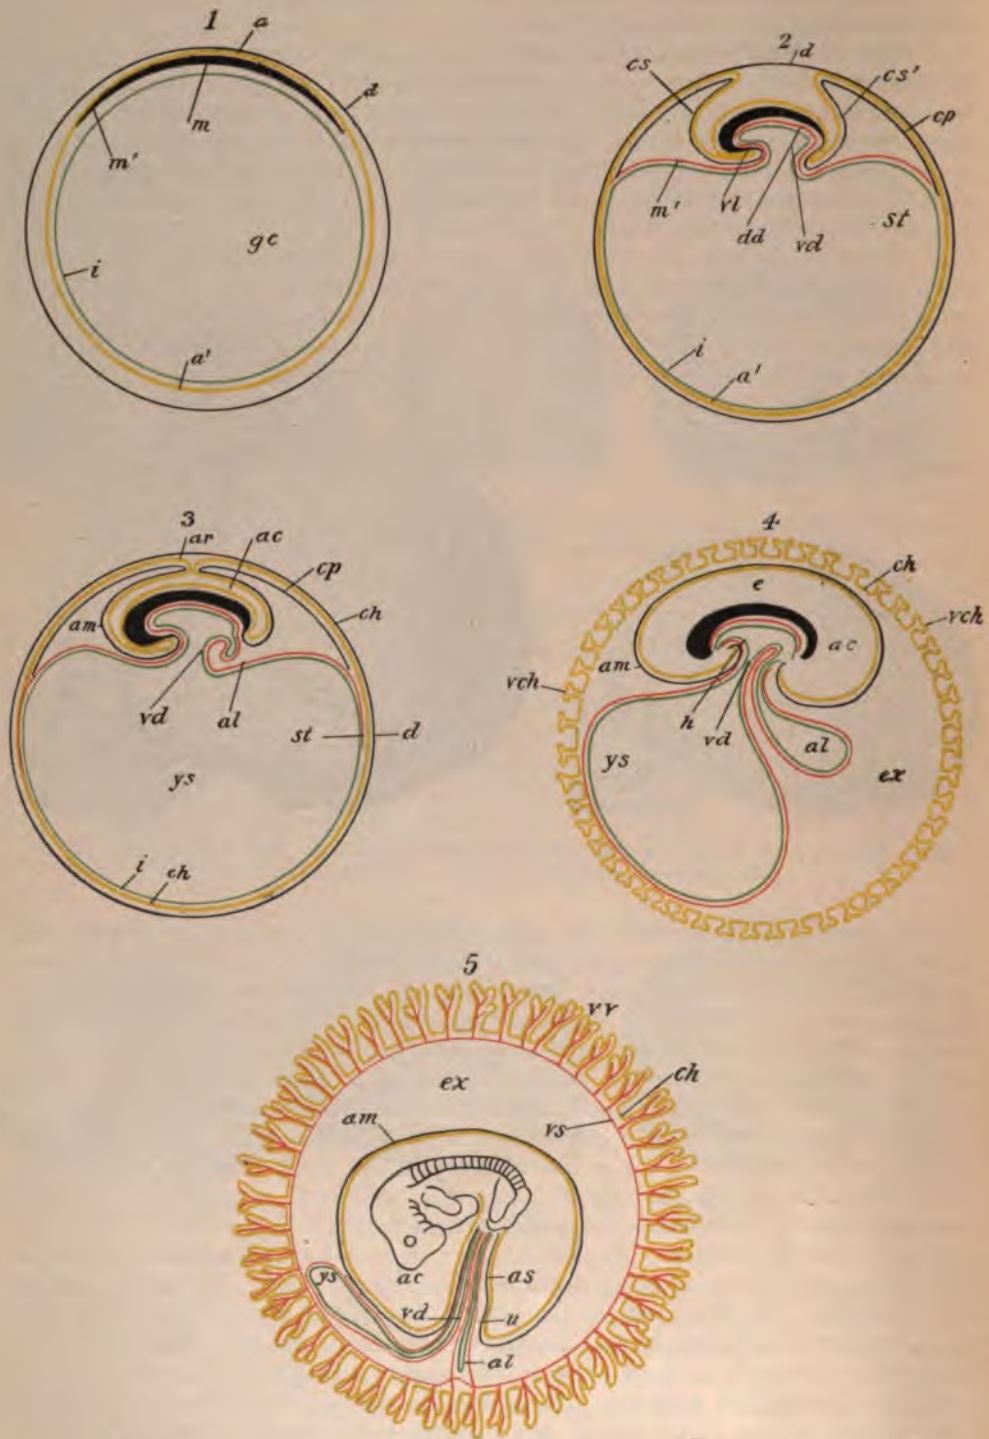 1
a
d
m
m'
gc
i
a'
2
d
cs
cs'
cp
m'
vl
dd
vd
st
i
a'
3
ar
ac
cp
ch
am
vd
al
st
d
ys
i
ch
4
ch
e
vch
ac
am
vch
h
vd
al
ys
ex
5
vv
ex
ch
am
vs
ys
ac
as
vd
u
al